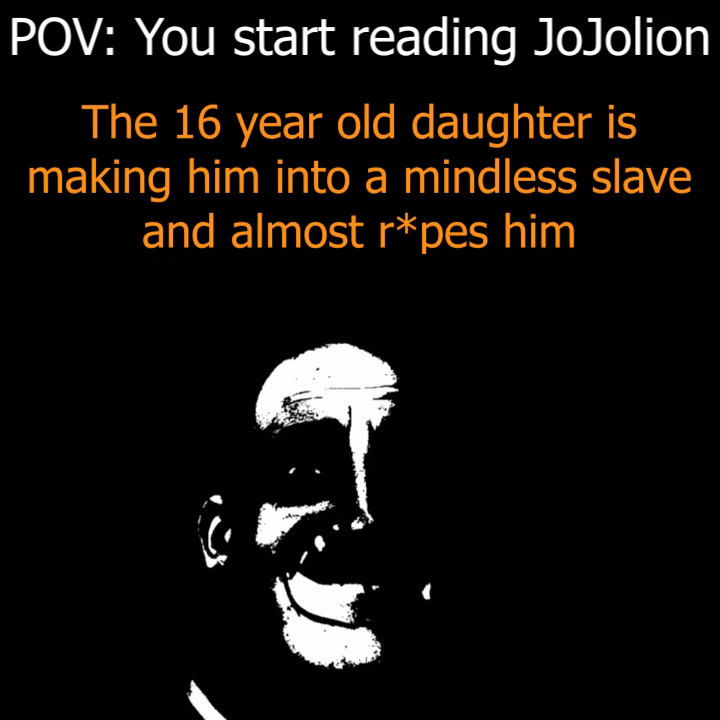 POV: You start reading JoJolion
The 16 year old daughter is
making him into a mindless slave
and almost r*pes him